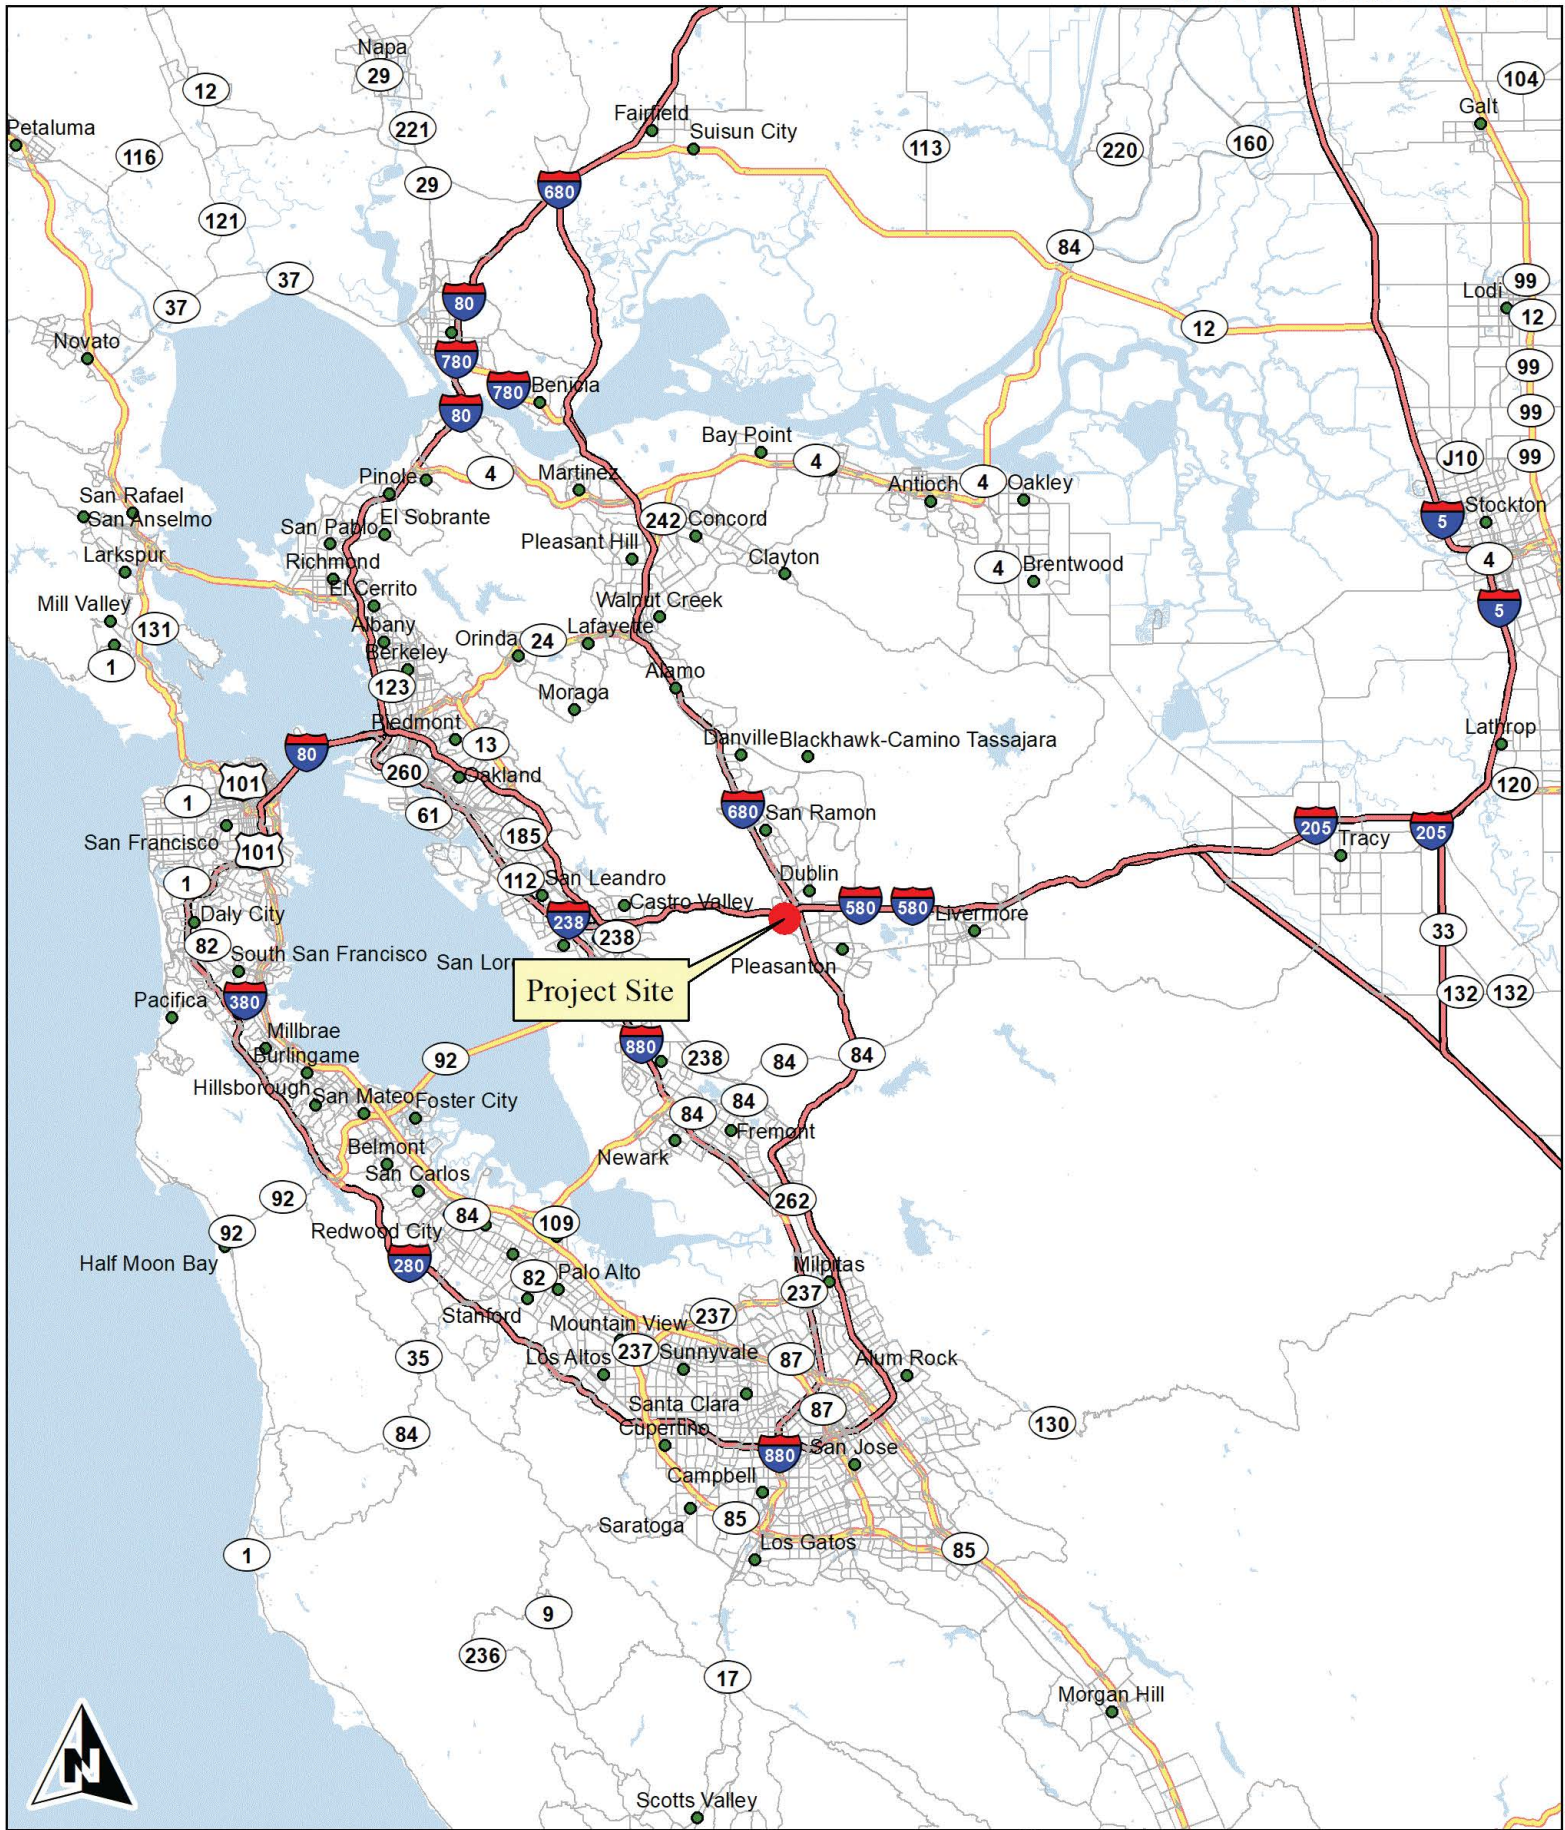 Napa
29
12
104
Galt
Fairfield
221
Petaluma
Suisun City
116
113
220
160
29
680
121
84
37
99
Lodi
80
37
12
12
Novato
780
99
780
Benicia
80
99
Bay Point
J10
99
4
Pinole
4
Martinez
Antioch
4
Oakley
San Rafael
San Anselmo
San Pablo
El Sobrante
242
Concord
5
Stockton
Larkspur
Richmond
Pleasant Hill
Clayton
4
Brentwood
4
El Cerrito
Mill Valley
Walnut Creek
5
131
Albany
Orinda
24
Lafayette
1
Berkeley
Alamo
123
Moraga
Piedmont
13
Danville
Blackhawk-Camino Tassajara
Lathrop
80
101
260
Oakland
120
1
61
680
San Ramon
San Francisco
185
205
205
Tracy
101
1
112
San Leandro
Dublin
Daly City
238
Castro Valley
580
580
Livermore
82
238
33
South San Francisco
San Lor
Pleasanton
Project Site
Pacifica
380
132
132
Millbrae
880
Burlingame
92
238
84
84
Hillsborough
San Mateo
Foster City
84
84
Fremont
Belmont
Newark
San Carlos
92
262
92
Redwood City
84
109
Half Moon Bay
280
82
Palo Alto
Milpitas
237
Stanford
Mountain View
237
35
Los Altos
237
Sunnyvale
87
Alum Rock
Santa Clara
87
84
Cupertino
130
880
San Jose
Campbell
Saratoga
85
1
Los Gatos
85
9
236
17
Morgan Hill
N
Scotts Valley